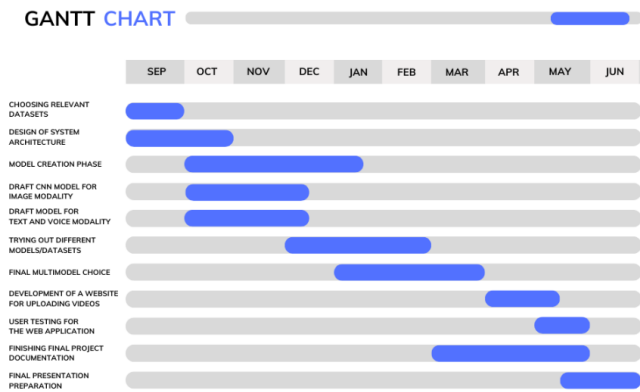 GANTT CHART
SEP OCT NOV DEC JAN FEB MAR APR MAY JUN
CHOOSING RELEVANT
DATASETS
DESIGN OF SYSTEM
ARCHITECTURE
MODEL CREATION PHASE
DRAFT CNN MODEL FOR
IMAGE MODALITY
DRAFT MODEL FOR
TEXT AND VOICE MODALITY
TRYING OUT DIFFERENT
MODELS/DATASETS
FINAL MULTIMODEL CHOICE
DEVELOPMENT OF A WEBSITE
FOR UPLOADING VIDEOS
USER TESTING FOR
THE WEB APPLICATION
FINISHING FINAL PROJECT
DOCUMENTATION
FINAL PRESENTATION
PREPARATION